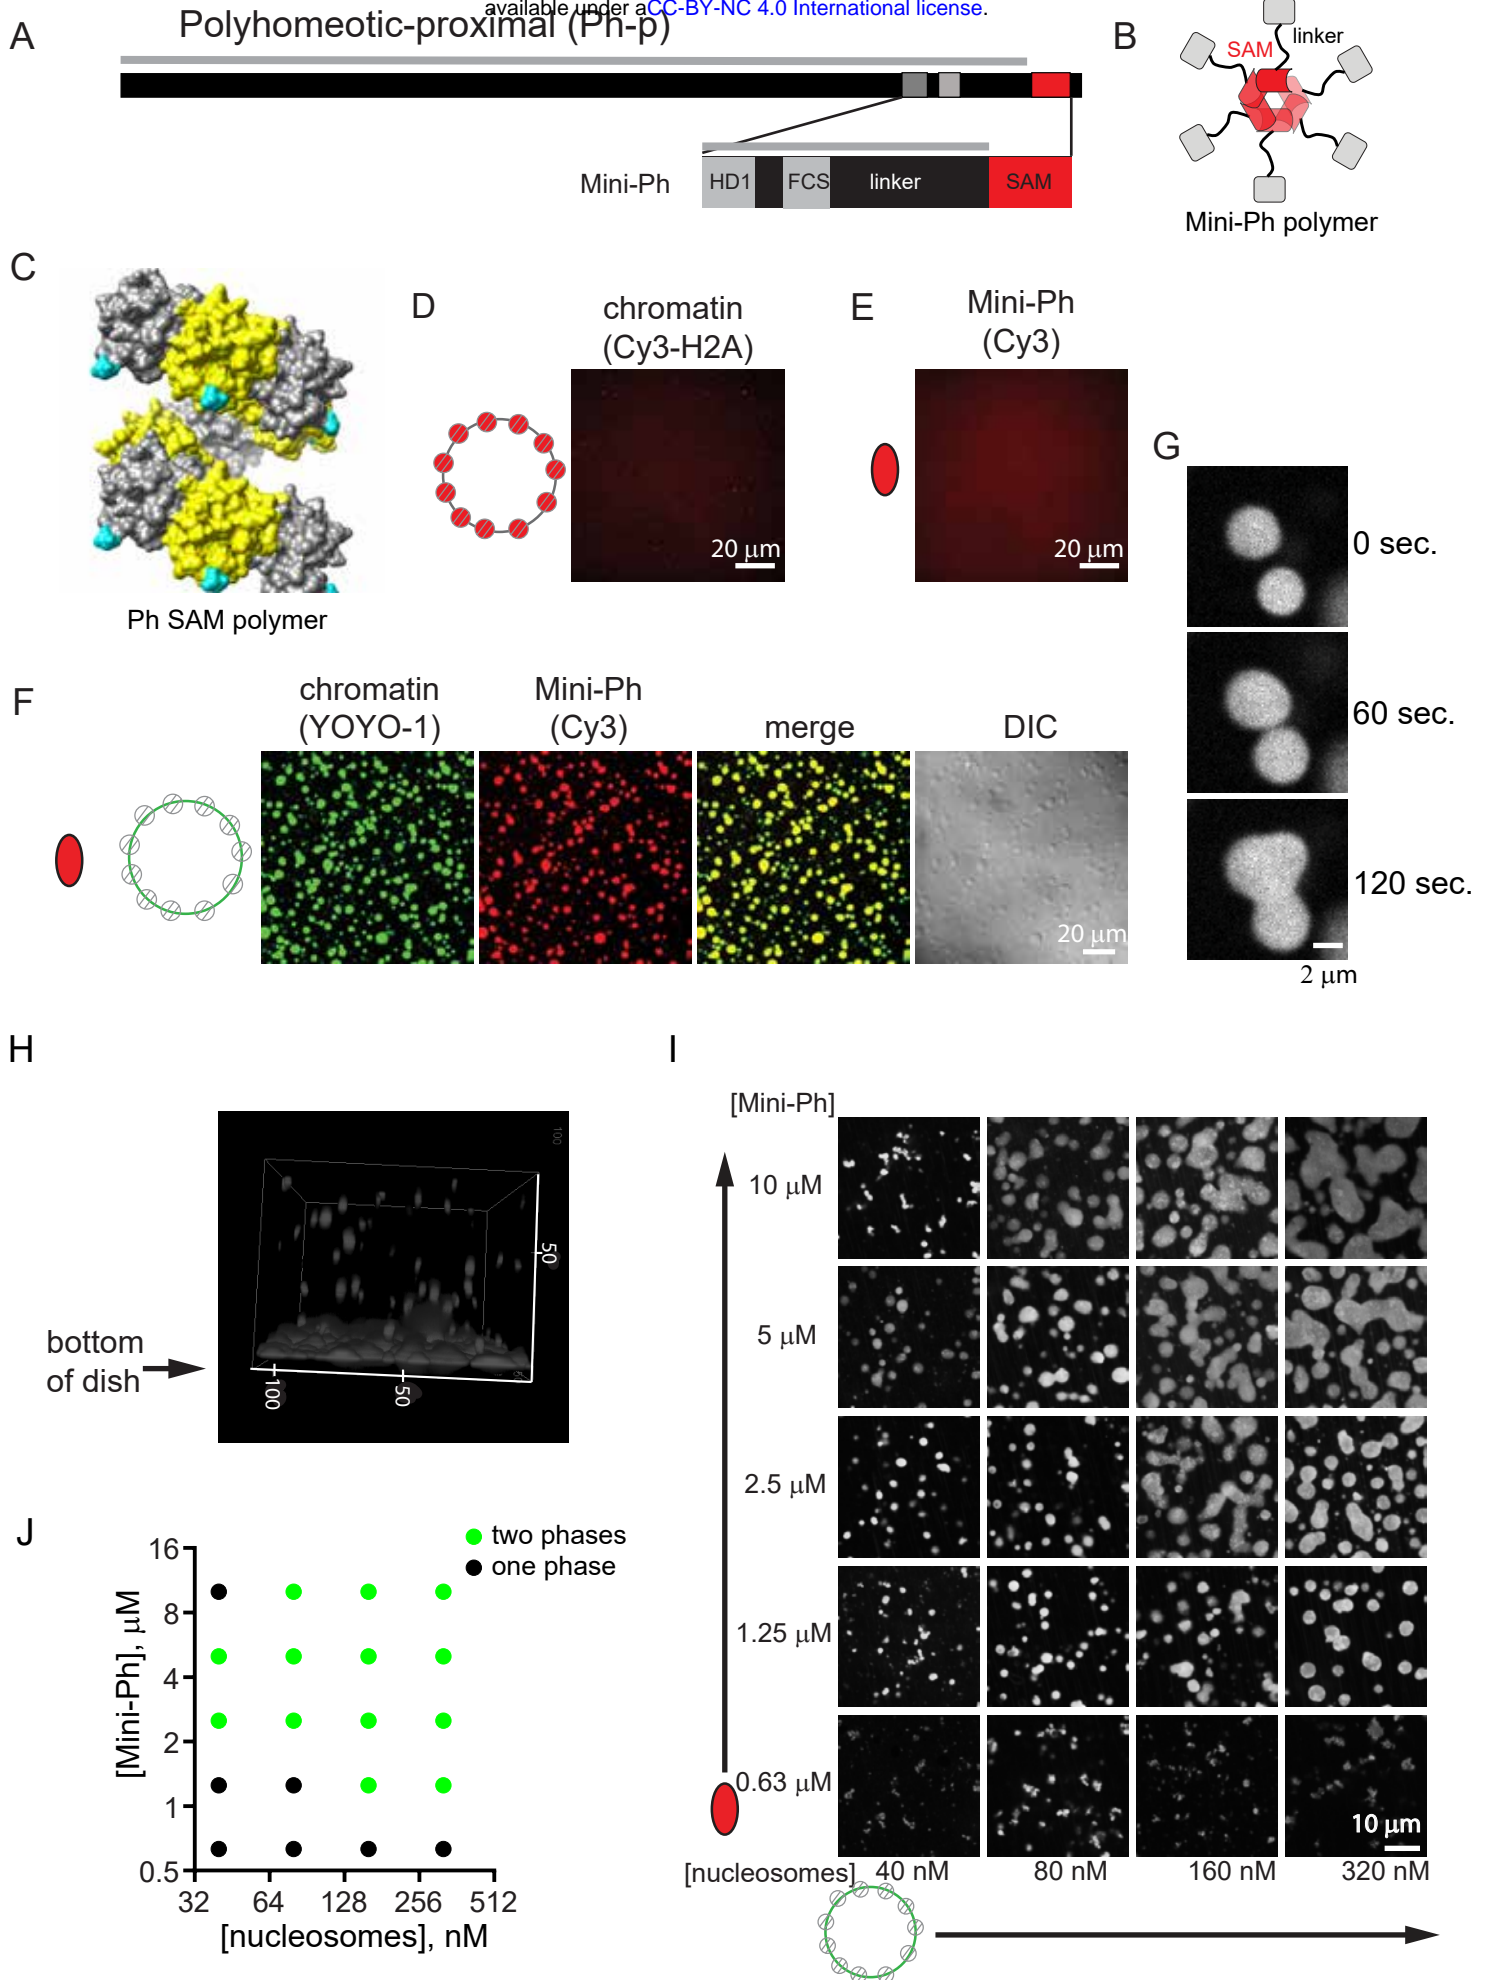 available under aCC-BY-NC 4.0 International license.
A
Polyhomeotic-proximal (Ph-p)
Mini-Ph
HD1
FCS
linker
SAM
B
SAM
linker
Mini-Ph polymer
C
Ph SAM polymer
D
chromatin
(Cy3-H2A)
20 µm
E
Mini-Ph
(Cy3)
20 µm
F
chromatin
(YOYO-1)
Mini-Ph
(Cy3)
merge
DIC
20 µm
G
0 sec.
60 sec.
120 sec.
2 µm
H
100
50
100
50
bottom
of dish
I
[Mini-Ph]
10 µM
5 µM
2.5 µM
1.25 µM
0.63 µM
10 µm
[nucleosomes]
40 nM
80 nM
160 nM
320 nM
J
two phases
one phase
[Mini-Ph], µM
16
8
4
2
1
0.5
32
64
128
256
512
[nucleosomes], nM